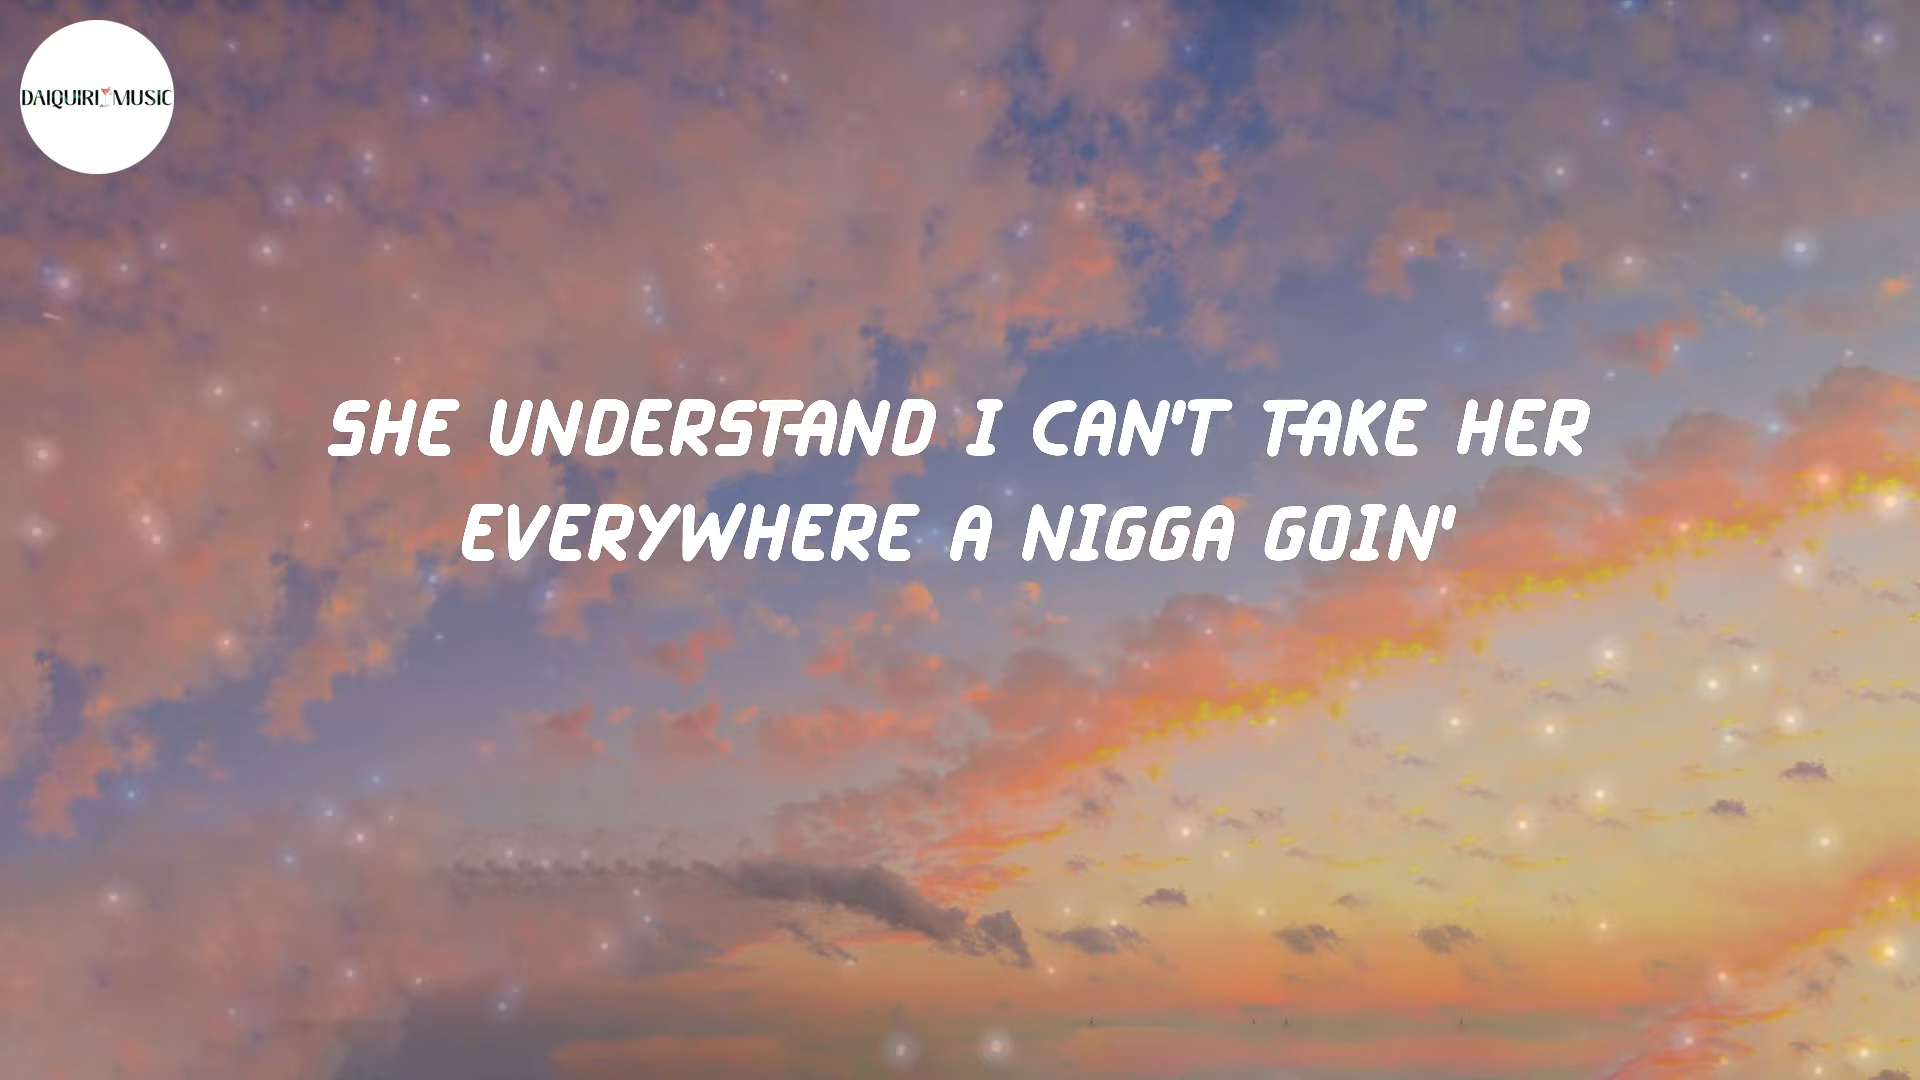 DAIQUIRI MUSIC
SHE UNDERSTAND I CAN'T TAKE HER
EVERYWHERE A NIGGA GOIN'